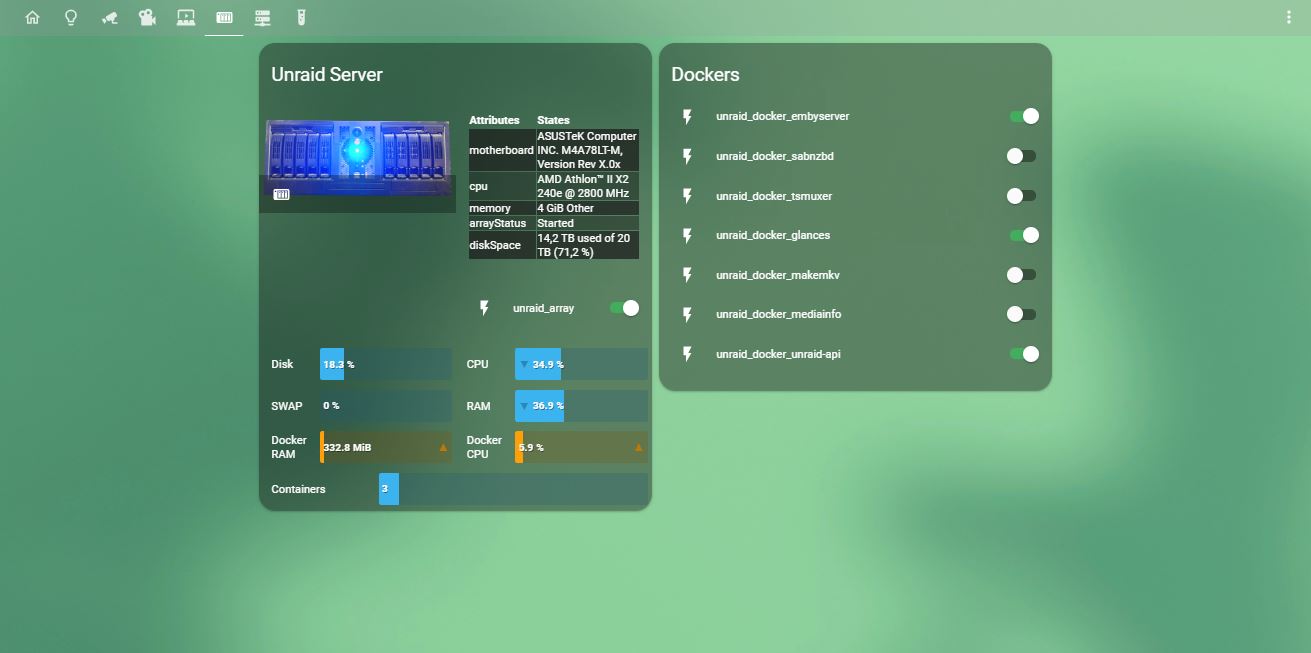 Unraid Server
Attributes States
motherboard ASUSTeK Computer
INC. M4A78LT-M,
Version Rev X.0x
cpu AMD Athlon™ II X2
240e @ 2800 MHz
memory 4 GiB Other
arrayStatus Started
diskSpace 14,2 TB used of 20
TB (71,2 %)
unraid_array
Disk 18.3 % CPU 34.9 %
SWAP 0 % RAM 36.9 %
Docker
RAM 332.8 MiB
Docker
CPU 5.9 %
Containers 3
Dockers
unraid_docker_embyserver
unraid_docker_sabnzbd
unraid_docker_tsmuxer
unraid_docker_glances
unraid_docker_makemkv
unraid_docker_mediainfo
unraid_docker_unraid-api